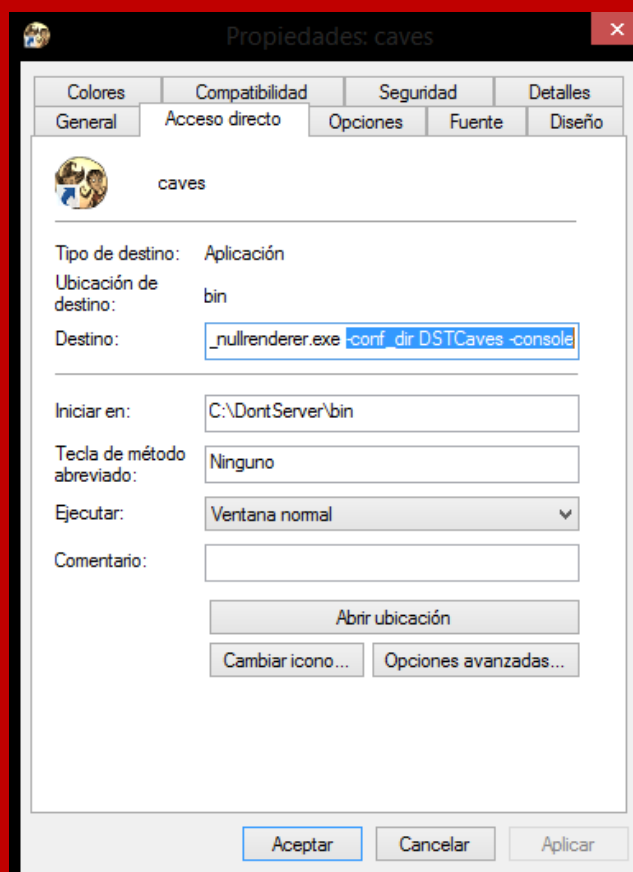 Propiedades: caves
Colores Compatibilidad Seguridad Detalles
General Acceso directo Opciones Fuente Diseño
caves
Tipo de destino: Aplicación
Ubicación de
destino: bin
Destino: _nullrenderer.exe -conf_dir DSTCaves -console
Iniciar en: C:\DontServer\bin
Tecla de método
abreviado: Ninguno
Ejecutar: Ventana normal
Comentario:
Abrir ubicación
Cambiar icono... Opciones avanzadas...
Aceptar Cancelar Aplicar